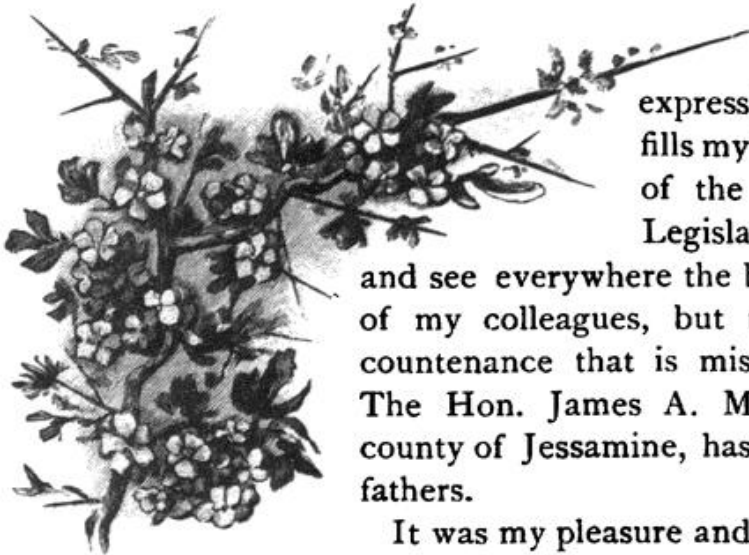 express
fills my
of the
Legisla
and see everywhere the
of my colleagues, but
countenance that is mis
The Hon. James A. M
county of Jessamine, has
fathers.
It was my pleasure and